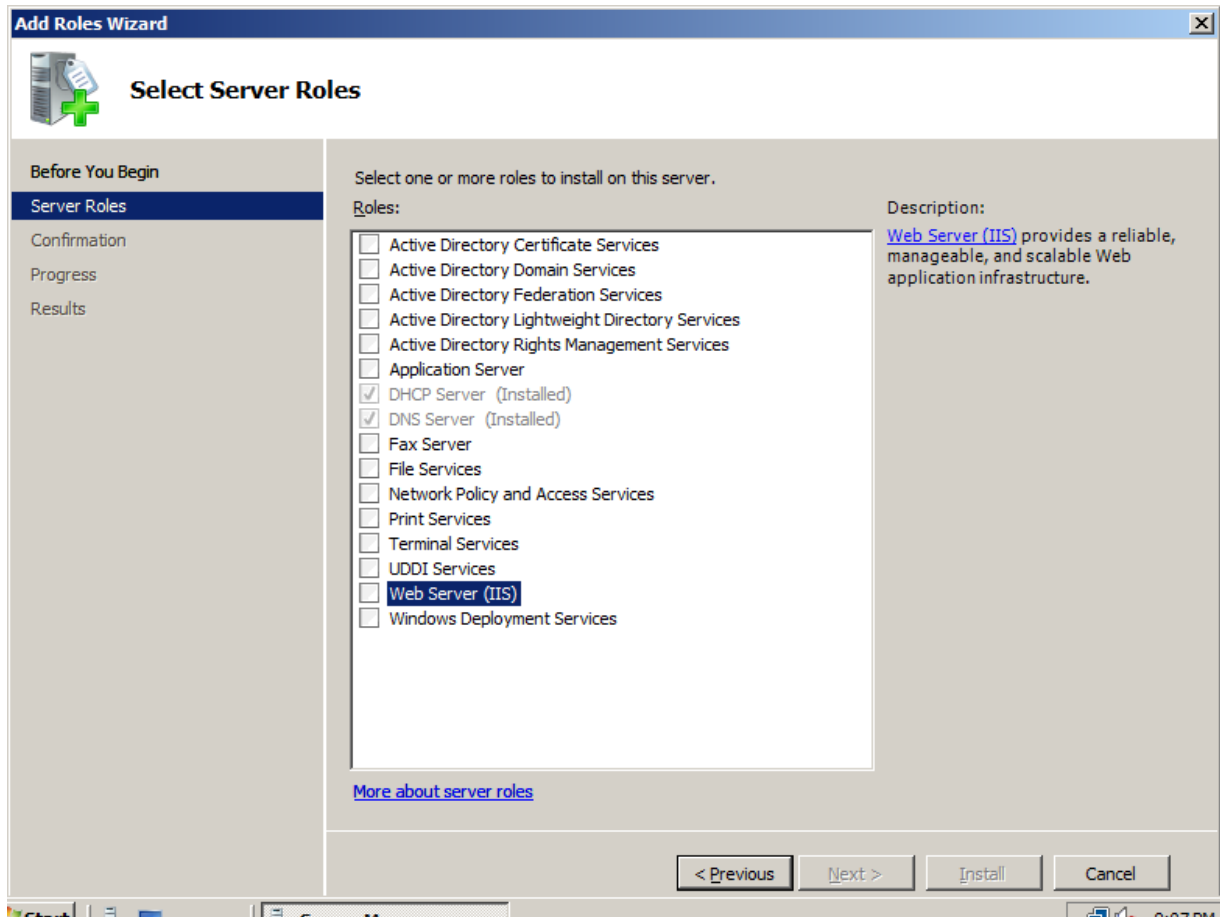 Add Roles Wizard
Select Server Roles
Before You Begin
Server Roles
Confirmation
Progress
Results
Select one or more roles to install on this server.
Roles:
Active Directory Certificate Services
Active Directory Domain Services
Active Directory Federation Services
Active Directory Lightweight Directory Services
Active Directory Rights Management Services
Application Server
DHCP Server (Installed)
DNS Server (Installed)
Fax Server
File Services
Network Policy and Access Services
Print Services
Terminal Services
UDDI Services
Web Server (IIS)
Windows Deployment Services
More about server roles
Description:
Web Server (IIS) provides a reliable,
manageable, and scalable Web
application infrastructure.
< Previous
Next >
Install
Cancel
Start